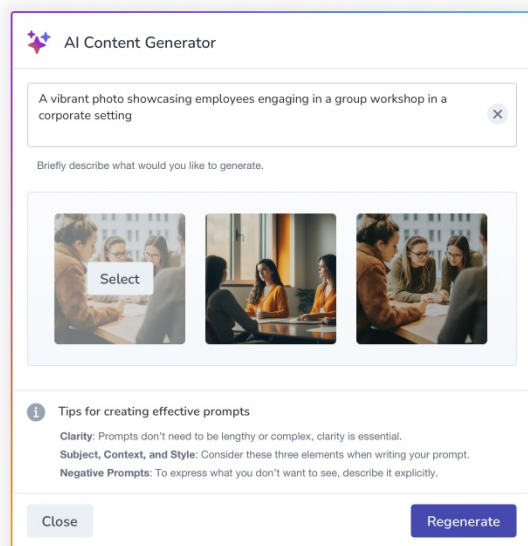 AI Content Generator
A vibrant photo showcasing employees engaging in a group workshop in a
corporate setting
Briefly describe what would you like to generate.
Select
Tips for creating effective prompts
Clarity: Prompts don't need to be lengthy or complex, clarity is essential.
Subject, Context, and Style: Consider these three elements when writing your prompt.
Negative Prompts: To express what you don't want to see, describe it explicitly.
Close
Regenerate